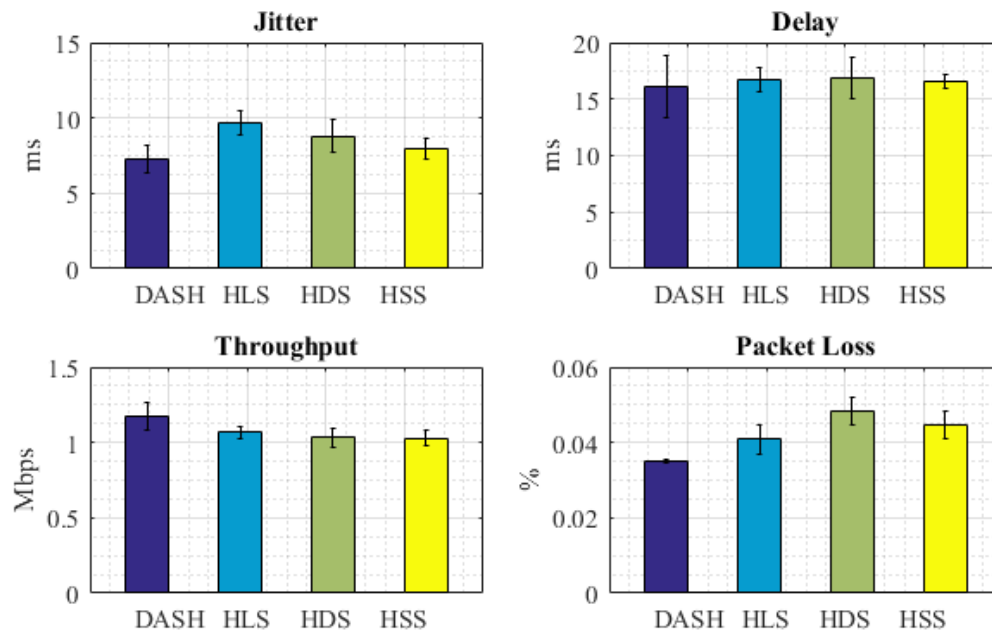 Jitter
15
10
5
0
ms
DASH HLS HDS HSS
Delay
20
15
10
5
0
ms
DASH HLS HDS HSS
Throughput
1.5
1
0.5
0
Mbps
DASH HLS HDS HSS
Packet Loss
0.06
0.04
0.02
0
%
DASH HLS HDS HSS